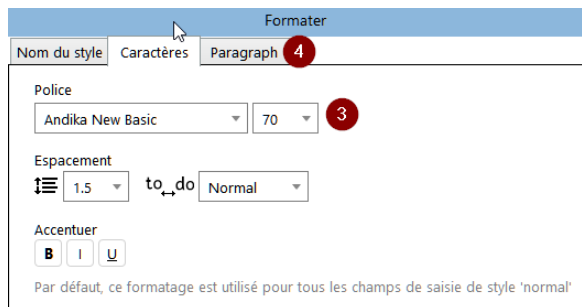 Formater
Nom du style Caractères Paragraph 4
Police
Andika New Basic 70 3
Espacement
1.5 to do Normal
Accentuer
B I U
Par défaut, ce formatage est utilisé pour tous les champs de saisie de style 'normal'